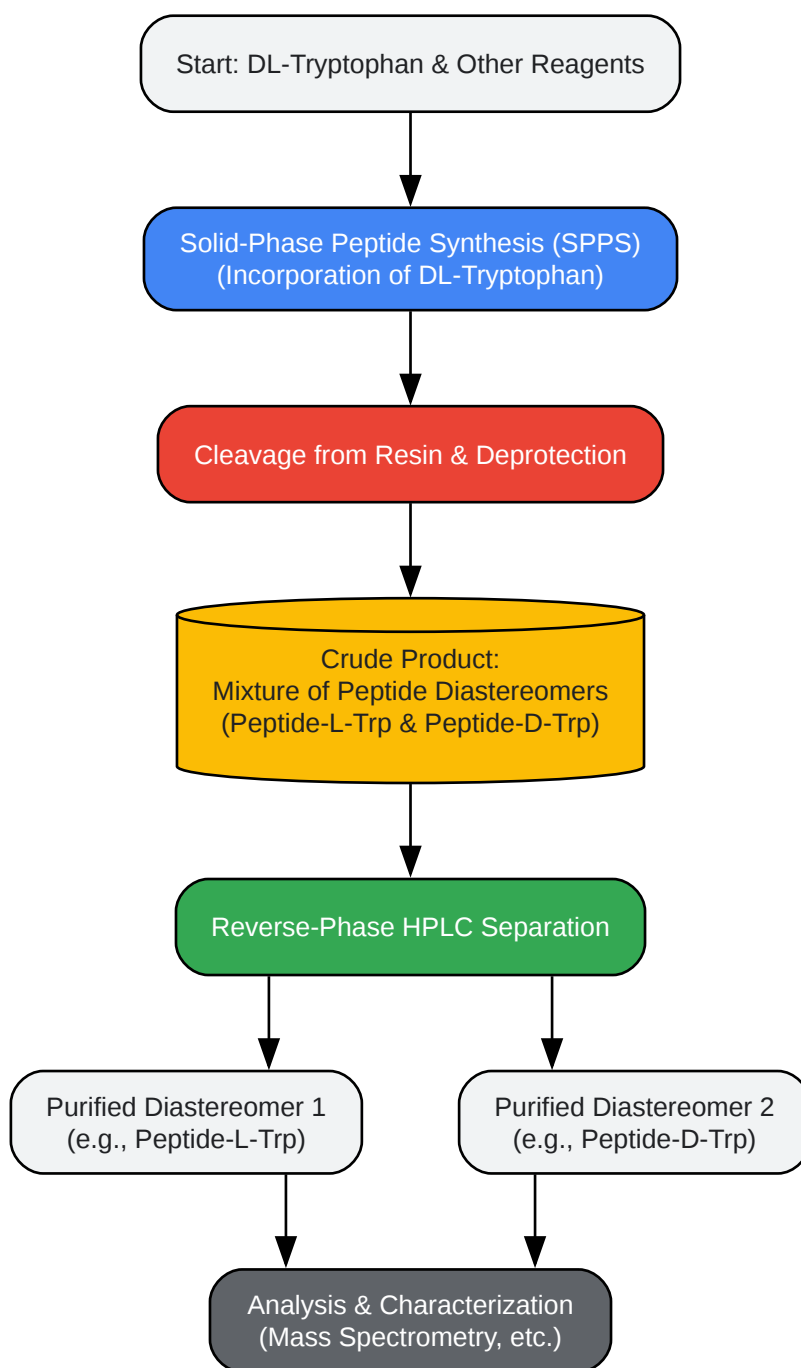 Start: DL-Tryptophan & Other Reagents
Solid-Phase Peptide Synthesis (SPPS)
(Incorporation of DL-Tryptophan)
Cleavage from Resin & Deprotection
Crude Product:
Mixture of Peptide Diastereomers
(Peptide-L-Trp & Peptide-D-Trp)
Reverse-Phase HPLC Separation
Purified Diastereomer 1
(e.g., Peptide-L-Trp)
Purified Diastereomer 2
(e.g., Peptide-D-Trp)
Analysis & Characterization
(Mass Spectrometry, etc.)